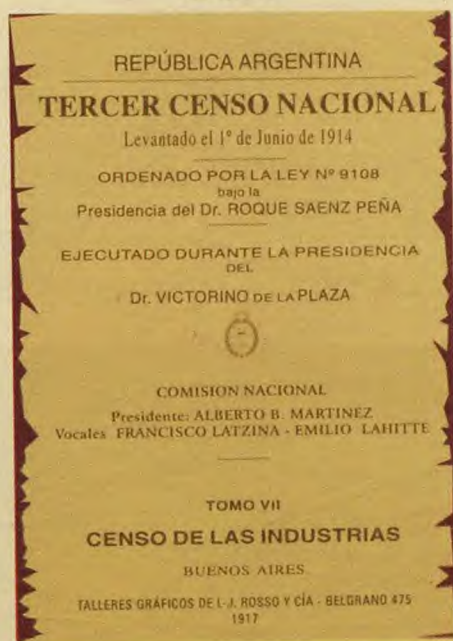 REPÚBLICA ARGENTINA
TERCER CENSO NACIONAL
Levantado el 1º de Junio de 1914
ORDENADO POR LA LEY Nº 9108
bajo la
Presidencia del Dr. ROQUE SAENZ PEÑA
EJECUTADO DURANTE LA PRESIDENCIA
DEL
Dr. VICTORINO DE LA PLAZA
COMISION NACIONAL
Presidente: ALBERTO B. MARTINEZ
Vocales FRANCISCO LATZINA - EMILIO LAHITTE
TOMO VII
CENSO DE LAS INDUSTRIAS
BUENOS AIRES
TALLERES GRÁFICOS DE L. J. ROSSO Y CÍA - BELGRANO 475
1917